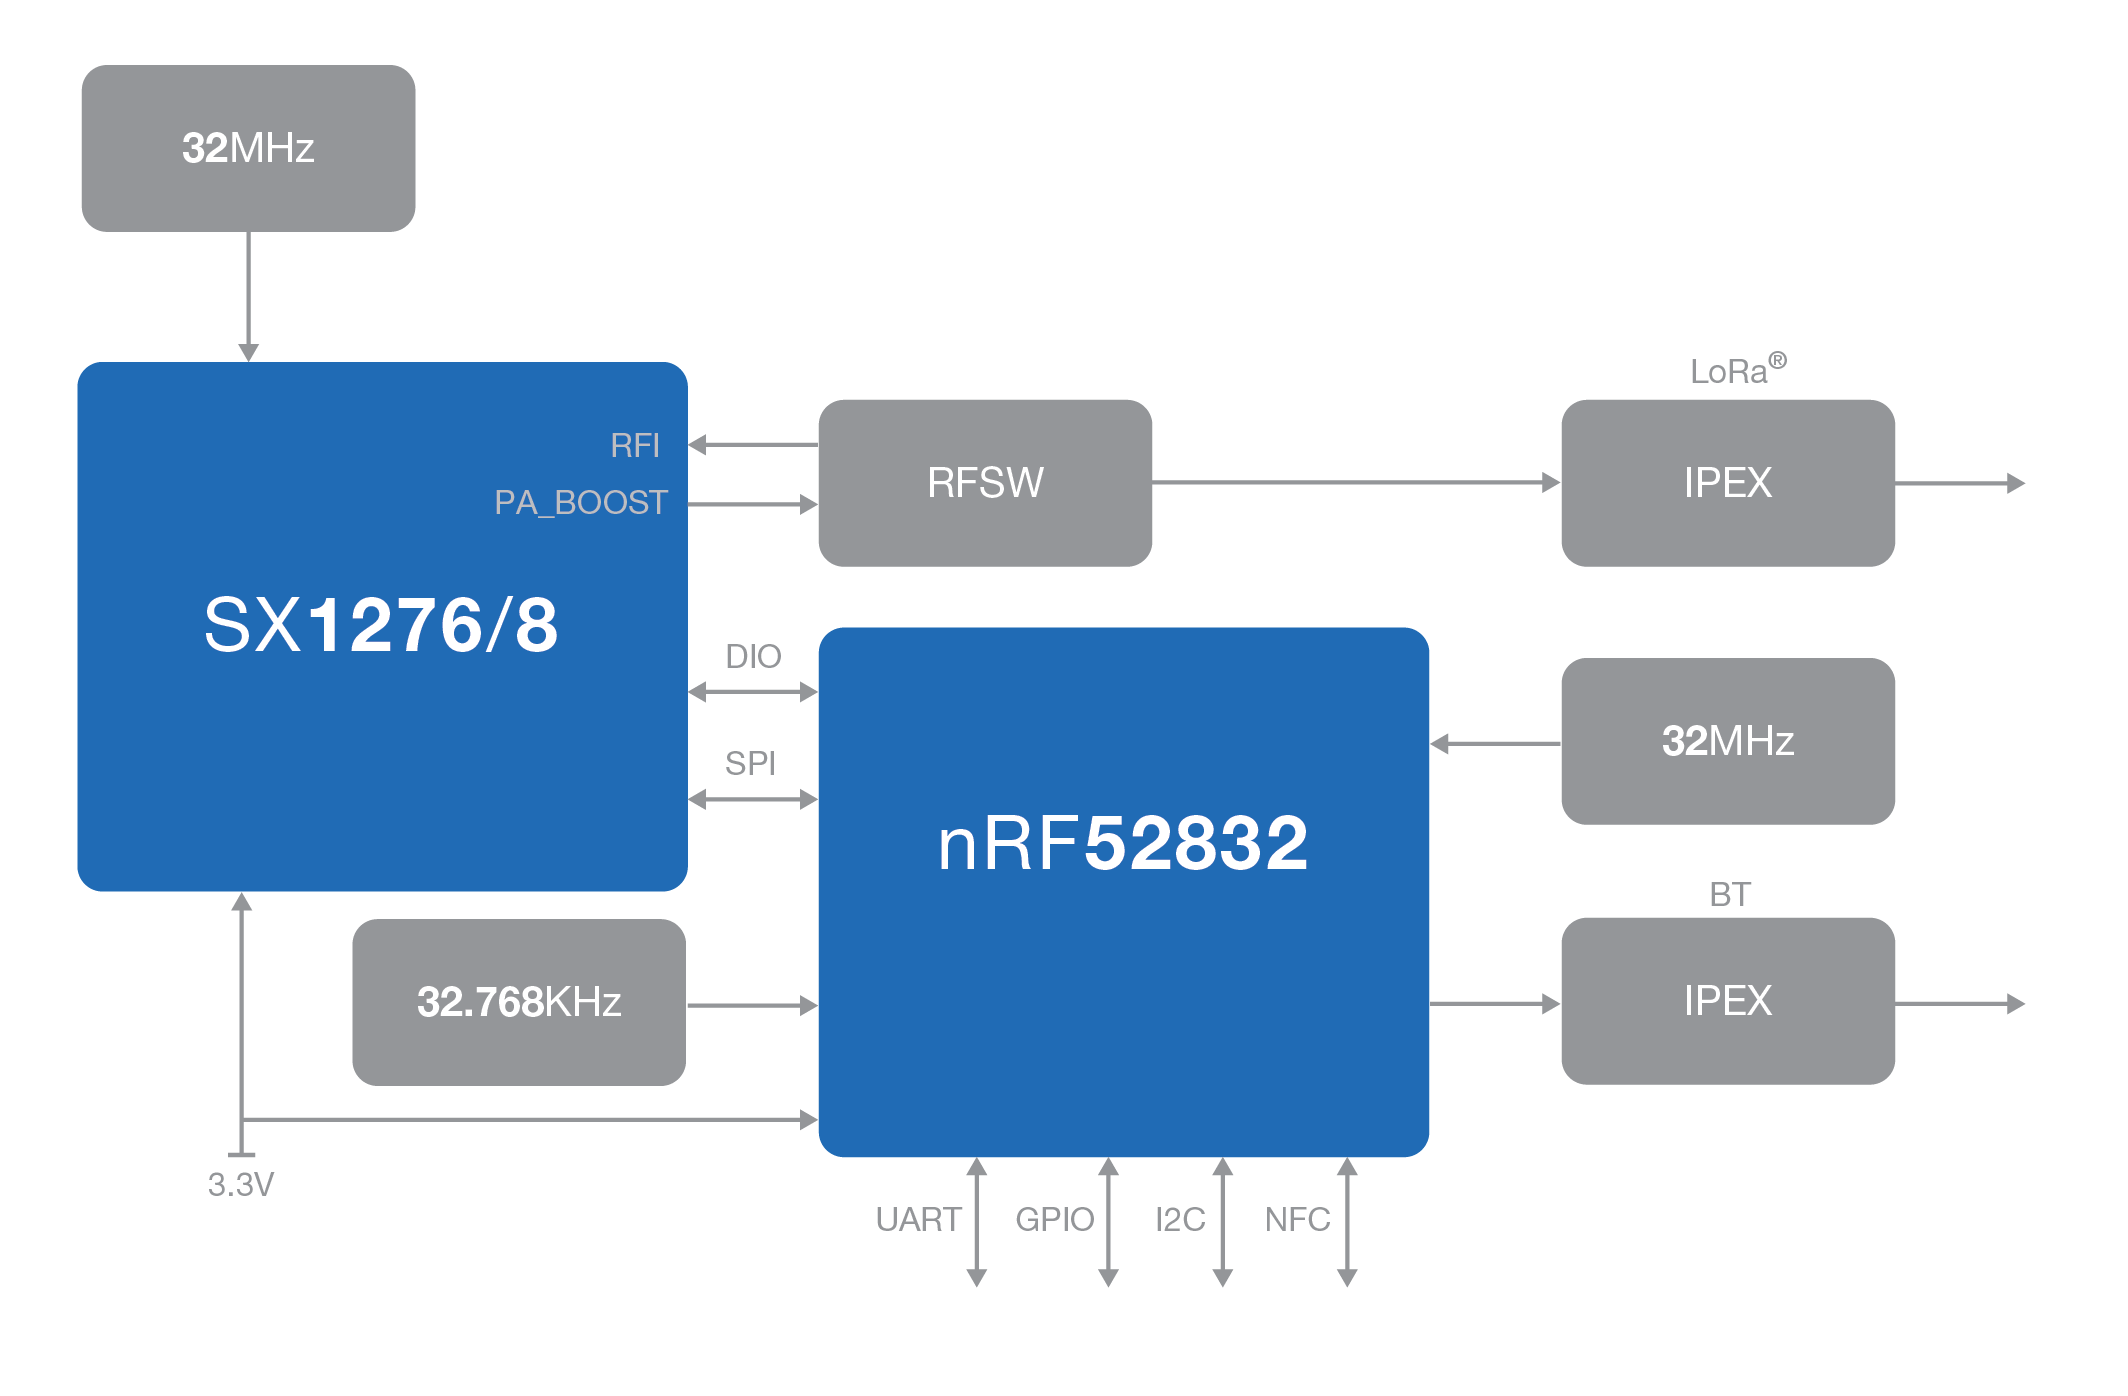 32MHz
LoRa®
RFI
PA_BOOST
RFSW
IPEX
SX1276/8
DIO
SPI
32MHz
nRF52832
BT
32.768KHz
IPEX
3.3V
UART
GPIO
I2C
NFC